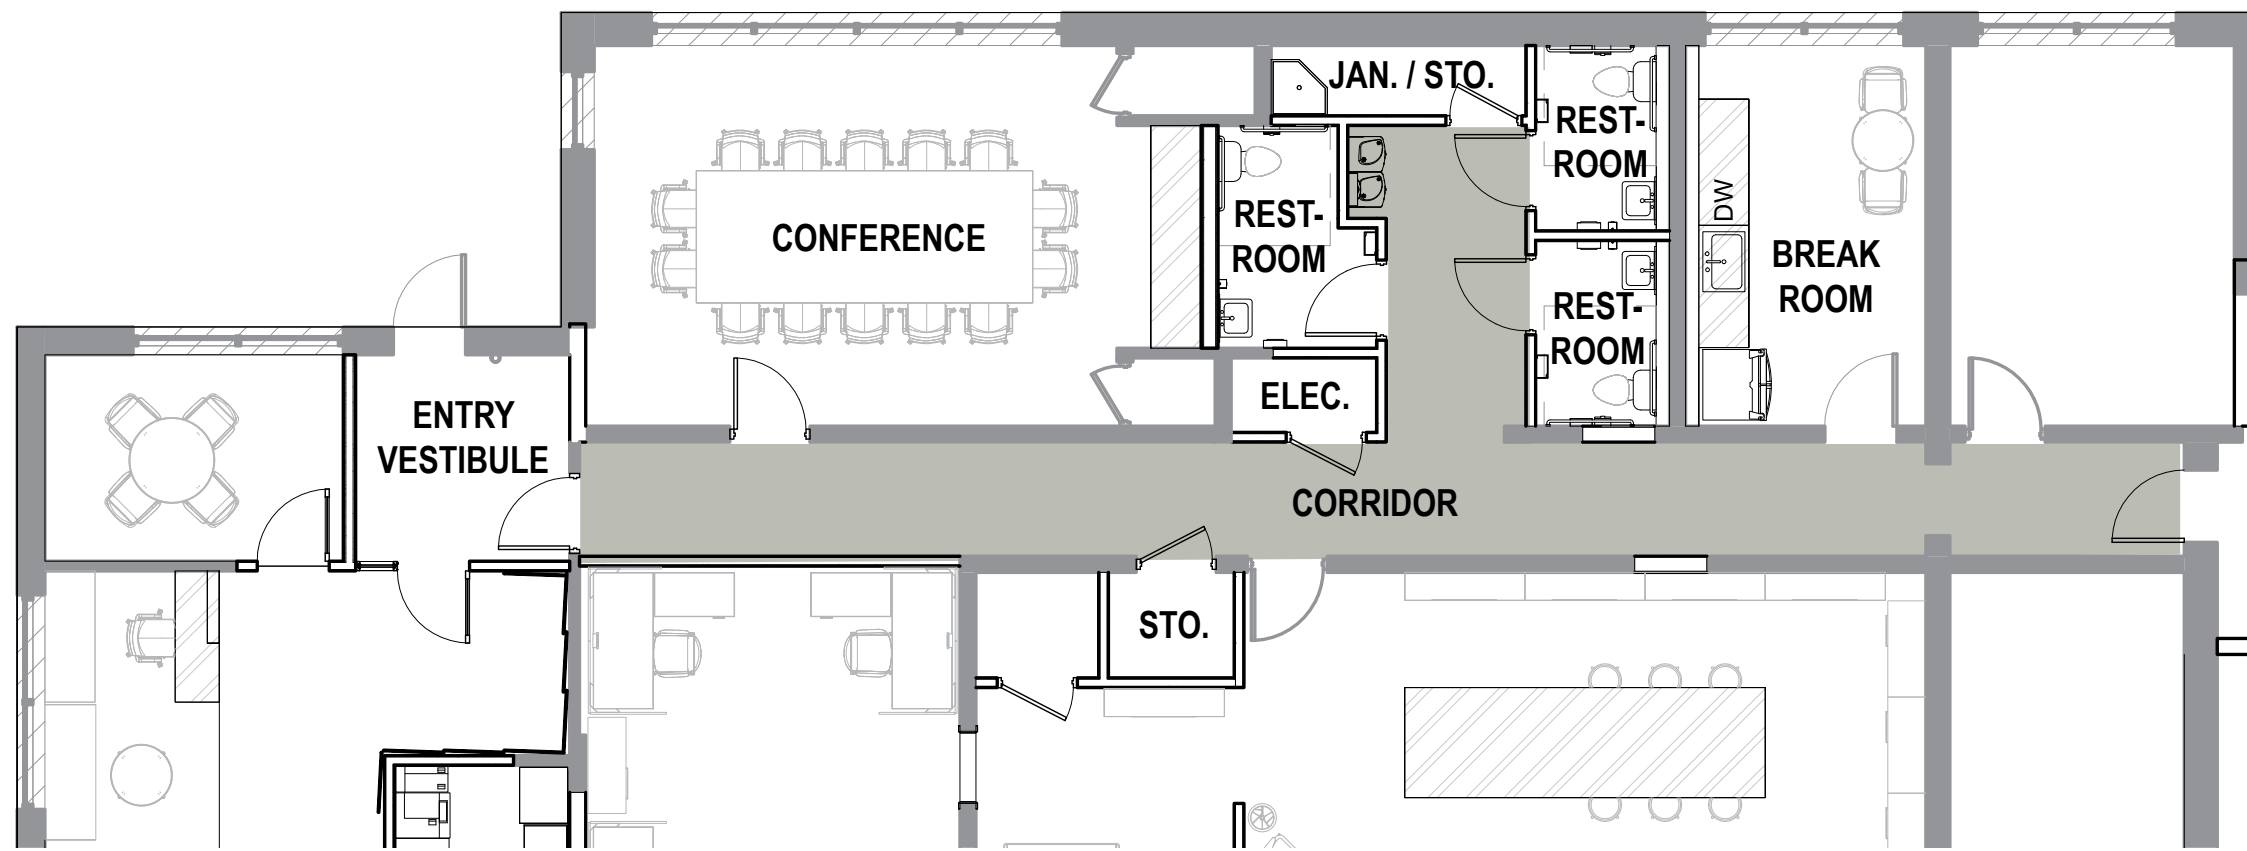 JAN. / STO.
REST-
ROOM
CONFERENCE
REST-
ROOM
DW
BREAK
ROOM
REST-
ROOM
ELEC.
ENTRY
VESTIBULE
CORRIDOR
STO.